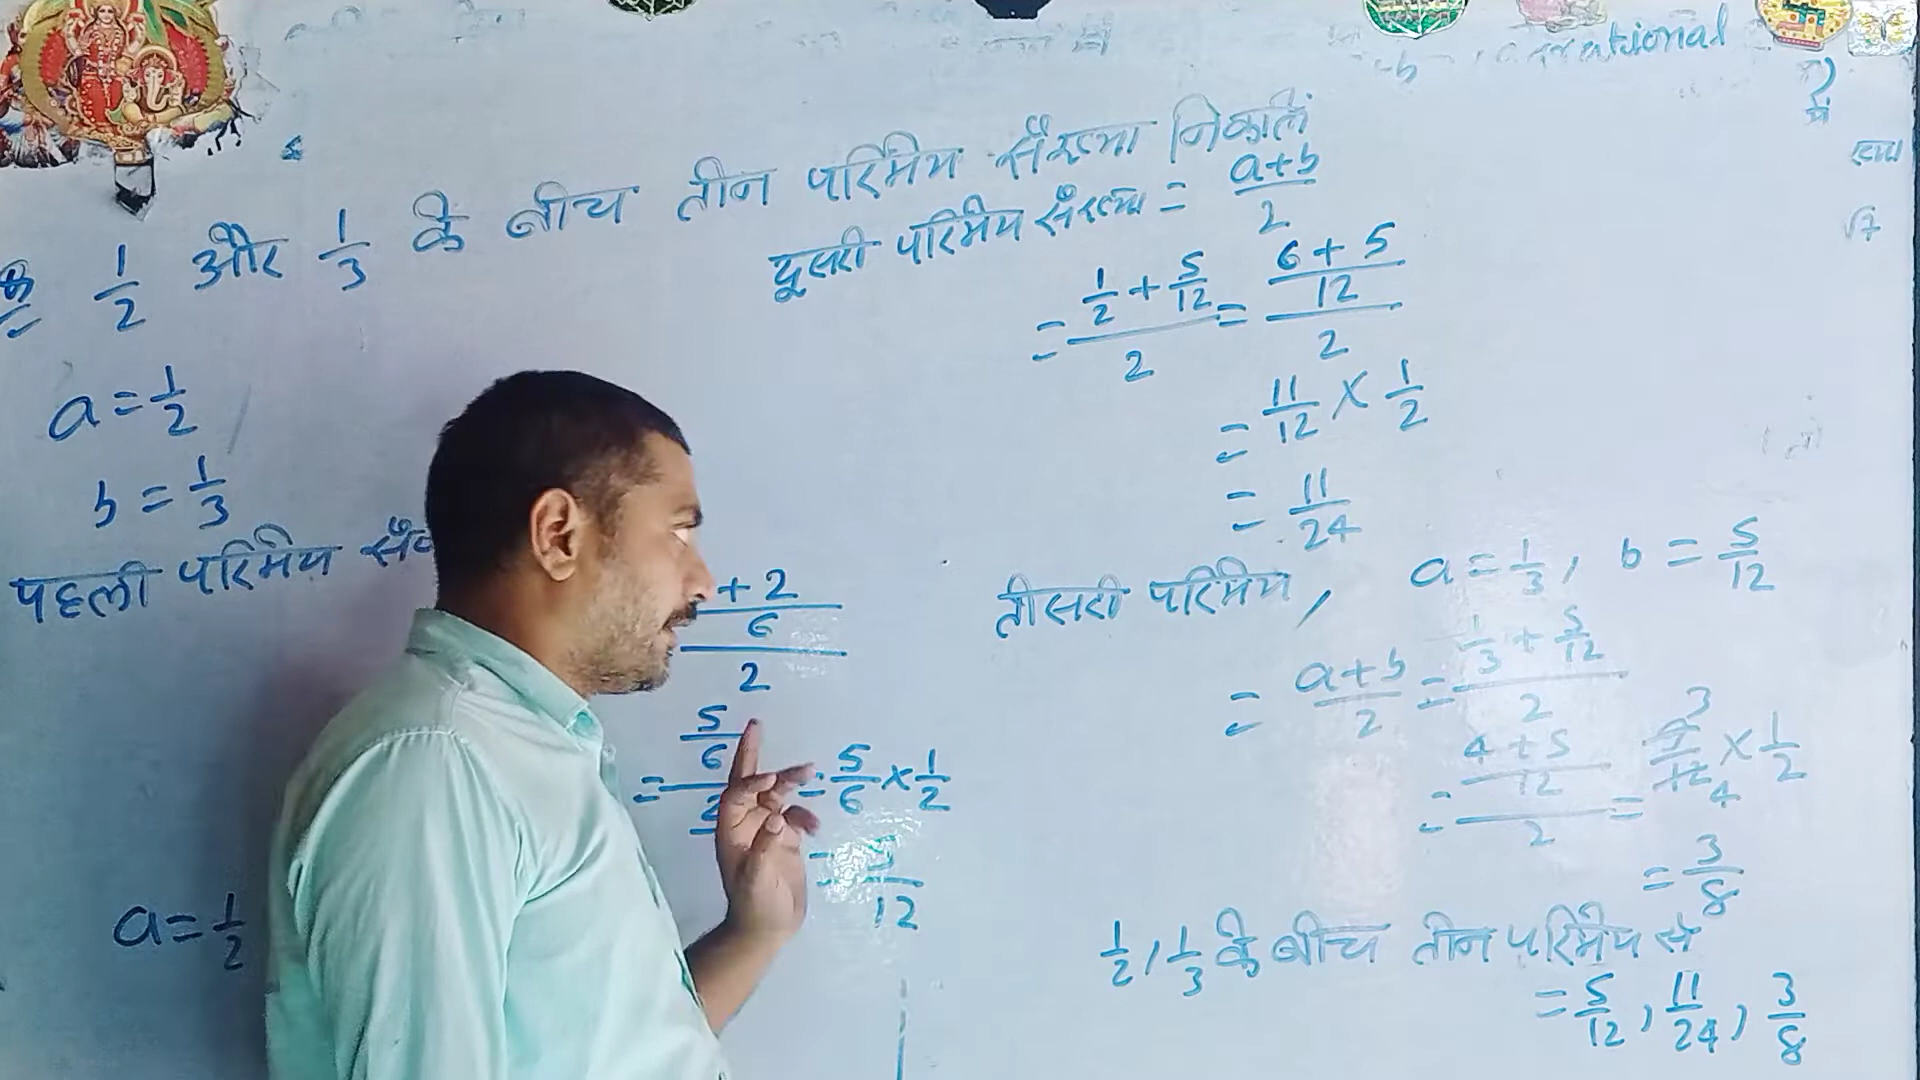 1/2 और 1/3 के बीच तीन परिमेय संख्या निकालें
a = 1/2
b = 1/3
पहली परिमेय
+ 2
6
2
= 5/6 / 2 = 5/6 × 1/2
= 5/12
a = 1/2
दूसरी परिमेय संख्या = a+b/2
= 1/2 + 5/12 / 2 = 6+5/12 / 2
= 11/12 × 1/2
= 11/24
तीसरी परिमेय, a = 1/3, b = 5/12
= a+b/2 = 1/3 + 5/12 / 2
= 4+5/12 / 2 = 9/12 × 1/2
3
4
= 3/8
1/2, 1/3 के बीच तीन परिमेय सं
= 5/12, 11/24, 3/8
√7